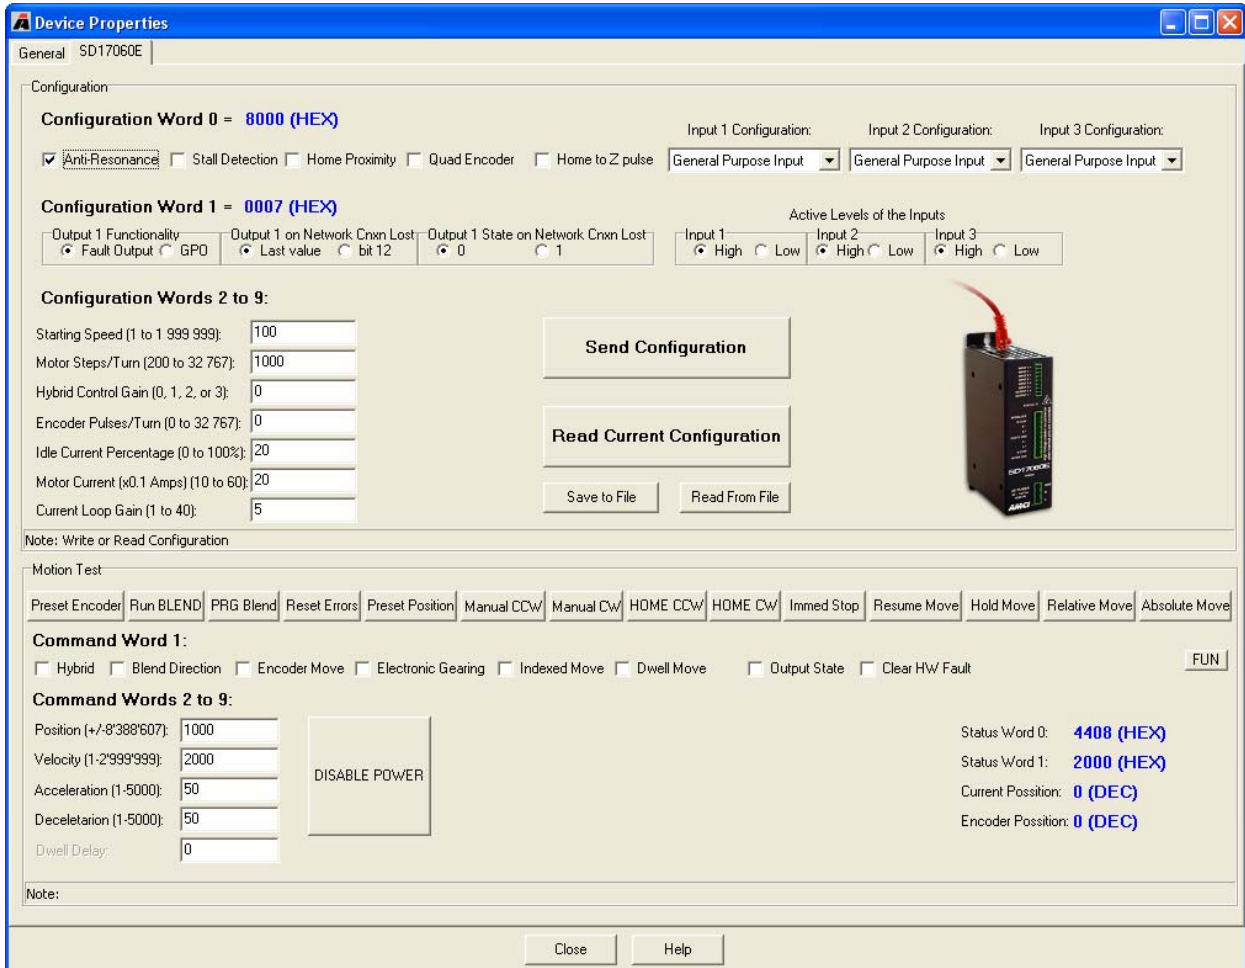 Device Properties
General SD17060E
Configuration
Configuration Word 0 = 8000 (HEX)
Input 1 Configuration: Input 2 Configuration: Input 3 Configuration:
Anti-Resonance Stall Detection Home Proximity Quad Encoder Home to Z pulse General Purpose Input General Purpose Input General Purpose Input
Configuration Word 1 = 0007 (HEX)
Active Levels of the Inputs
Output 1 Functionality Output 1 on Network Cnxn Lost Output 1 State on Network Cnxn Lost Input 1 Input 2 Input 3
Fault Output GPO Last value bit 12 0 1 High Low High Low High Low
Configuration Words 2 to 9:
Starting Speed (1 to 1 999 999): 100
Motor Steps/Turn (200 to 32 767): 1000
Hybrid Control Gain (0, 1, 2, or 3): 0
Encoder Pulses/Turn (0 to 32 767): 0
Idle Current Percentage (0 to 100%): 20
Motor Current (x0.1 Amps) (10 to 60): 20
Current Loop Gain (1 to 40): 5
Send Configuration
Read Current Configuration
Save to File Read From File
SD17060E
AMCI
Note: Write or Read Configuration
Motion Test
Preset Encoder Run BLEND PRG Blend Reset Errors Preset Position Manual CCW Manual CW HOME CCW HOME CW Immed Stop Resume Move Hold Move Relative Move Absolute Move
Command Word 1:
Hybrid Blend Direction Encoder Move Electronic Gearing Indexed Move Dwell Move Output State Clear HW Fault FUN
Command Words 2 to 9:
Position (+/-8'388'607): 1000
Velocity (1-2'999'999): 2000
Acceleration (1-5000): 50
Deceletarion (1-5000): 50
Dwell Delay: 0
DISABLE POWER
Status Word 0: 4408 (HEX)
Status Word 1: 2000 (HEX)
Current Possition: 0 (DEC)
Encoder Possition: 0 (DEC)
Note:
Close Help